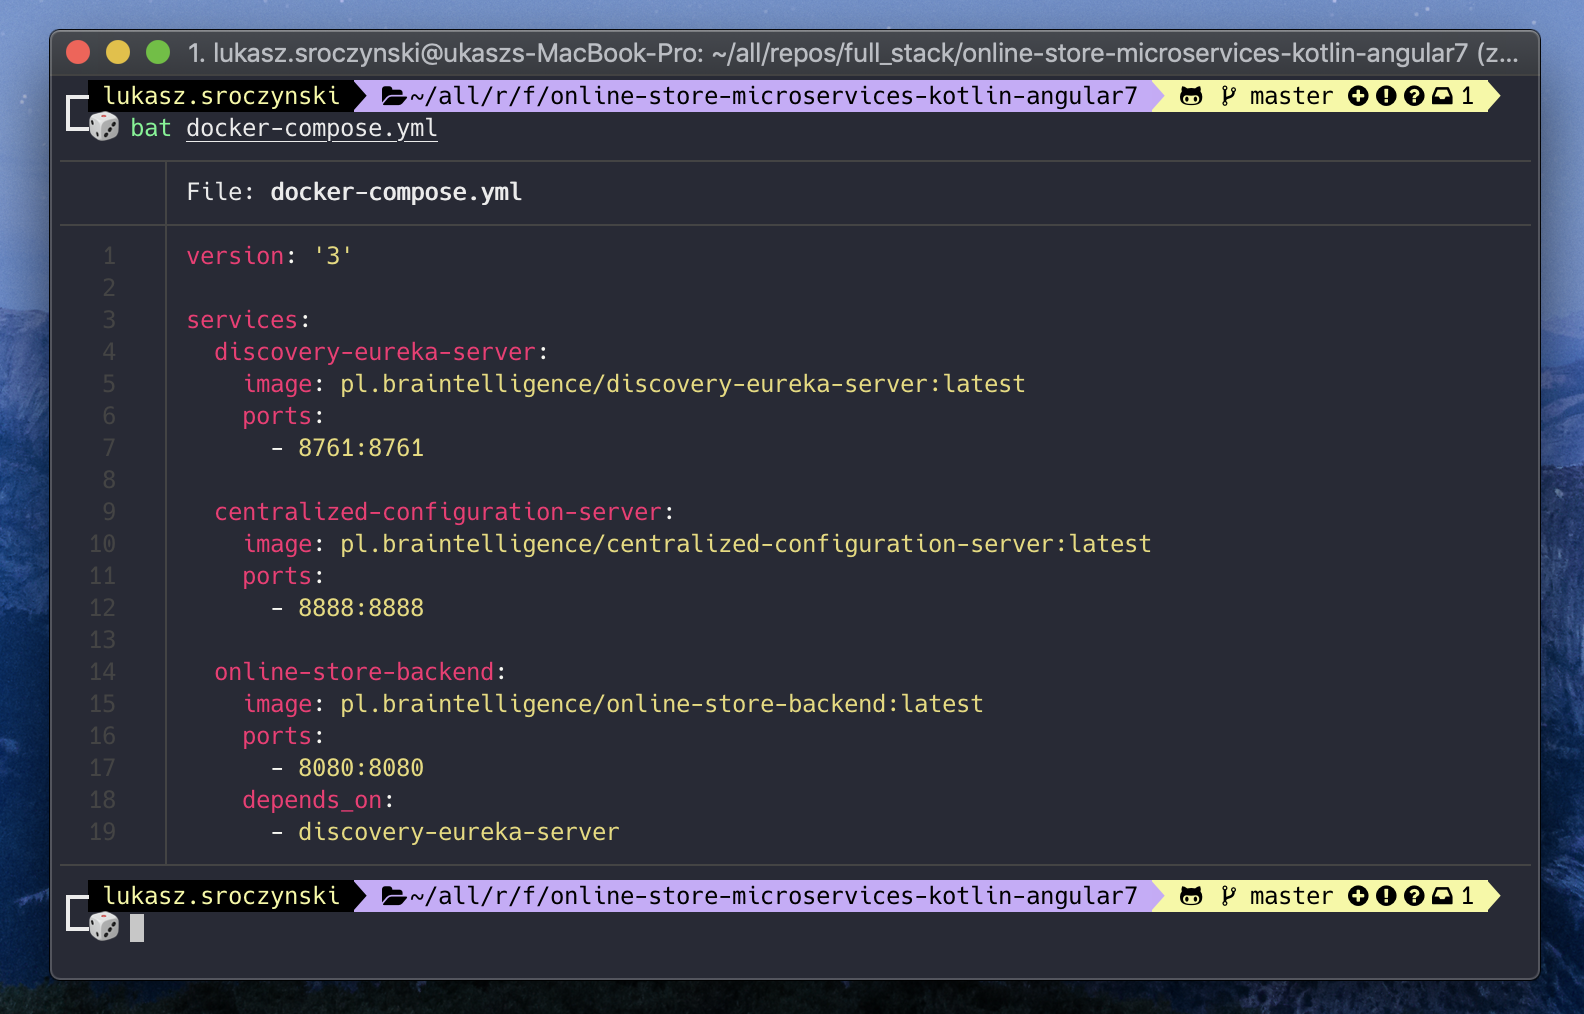 1. lukasz.sroczynski@ukaszs-MacBook-Pro: ~/all/repos/full_stack/online-store-microservices-kotlin-angular7 (z...
lukasz.sroczynski ~/all/r/f/online-store-microservices-kotlin-angular7 master 1
bat docker-compose.yml
File: docker-compose.yml
1 version: '3'
2
3 services:
4   discovery-eureka-server:
5     image: pl.braintelligence/discovery-eureka-server:latest
6     ports:
7       - 8761:8761
8
9   centralized-configuration-server:
10     image: pl.braintelligence/centralized-configuration-server:latest
11     ports:
12       - 8888:8888
13
14   online-store-backend:
15     image: pl.braintelligence/online-store-backend:latest
16     ports:
17       - 8080:8080
18     depends_on:
19       - discovery-eureka-server
lukasz.sroczynski ~/all/r/f/online-store-microservices-kotlin-angular7 master 1